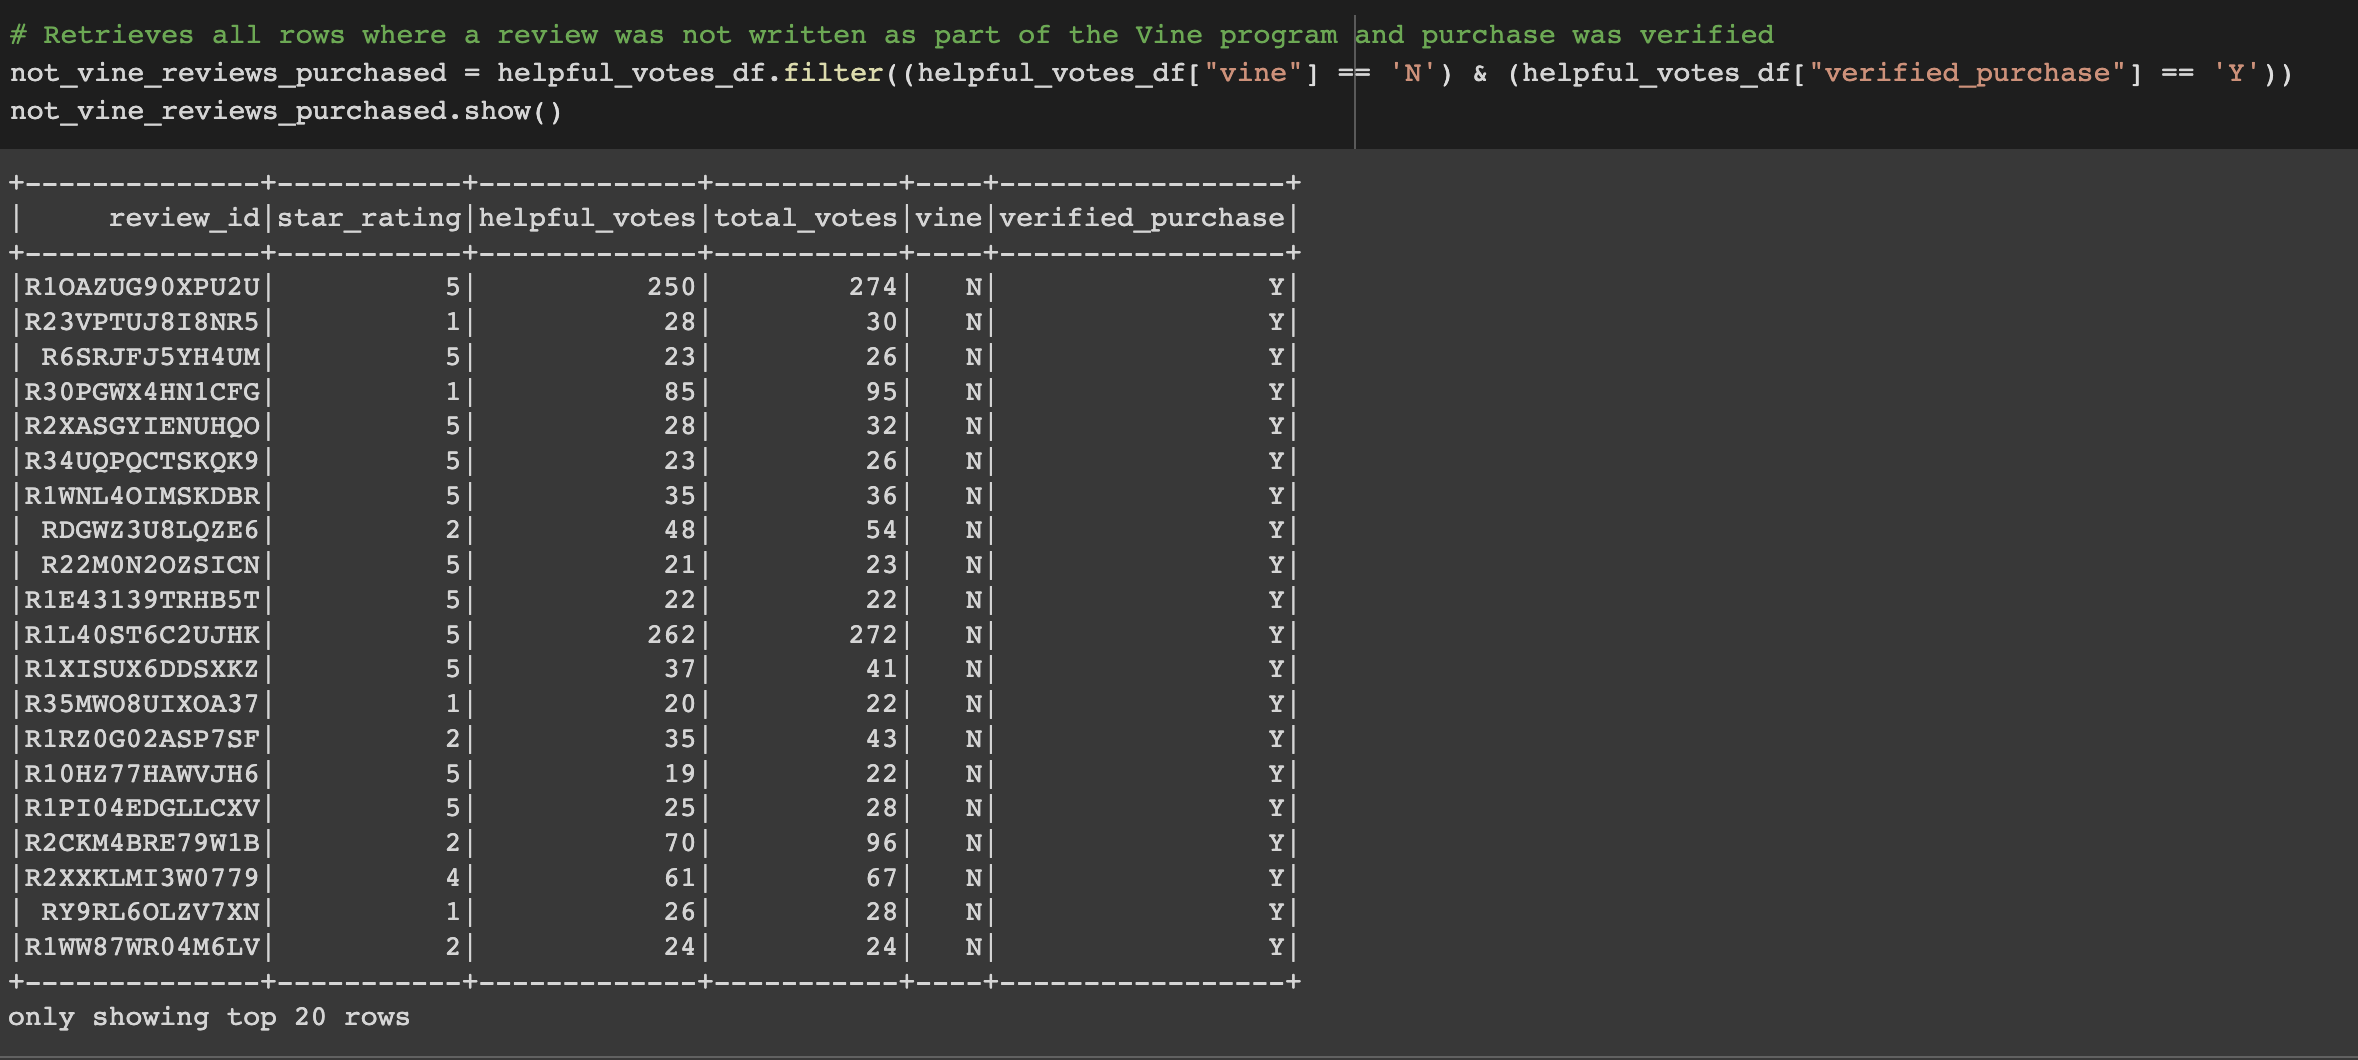 # Retrieves all rows where a review was not written as part of the Vine program and purchase was verified
not_vine_reviews_purchased = helpful_votes_df.filter((helpful_votes_df["vine"] == 'N') & (helpful_votes_df["verified_purchase"] == 'Y'))
not_vine_reviews_purchased.show()
+--------------+-----------+-------------+-----------+----+-----------------+
|     review_id|star_rating|helpful_votes|total_votes|vine|verified_purchase|
+--------------+-----------+-------------+-----------+----+-----------------+
|R1OAZUG90XPU2U|          5|          250|        274|   N|                Y|
|R23VPTUJ8I8NR5|          1|           28|         30|   N|                Y|
| R6SRJFJ5YH4UM|          5|           23|         26|   N|                Y|
|R30PGWX4HN1CFG|          1|           85|         95|   N|                Y|
|R2XASGYIENUHQO|          5|           28|         32|   N|                Y|
|R34UQPQCTSKQK9|          5|           23|         26|   N|                Y|
|R1WNL4OIMSKDBR|          5|           35|         36|   N|                Y|
| RDGWZ3U8LQZE6|          2|           48|         54|   N|                Y|
| R22M0N2OZSICN|          5|           21|         23|   N|                Y|
|R1E43139TRHB5T|          5|           22|         22|   N|                Y|
|R1L40ST6C2UJHK|          5|          262|        272|   N|                Y|
|R1XISUX6DDSXKZ|          5|           37|         41|   N|                Y|
|R35MWO8UIXOA37|          1|           20|         22|   N|                Y|
|R1RZ0G02ASP7SF|          2|           35|         43|   N|                Y|
|R10HZ77HAWVJH6|          5|           19|         22|   N|                Y|
|R1PI04EDGLLCXV|          5|           25|         28|   N|                Y|
|R2CKM4BRE79W1B|          2|           70|         96|   N|                Y|
|R2XXKLMI3W0779|          4|           61|         67|   N|                Y|
| RY9RL6OLZV7XN|          1|           26|         28|   N|                Y|
|R1WW87WR04M6LV|          2|           24|         24|   N|                Y|
+--------------+-----------+-------------+-----------+----+-----------------+
only showing top 20 rows